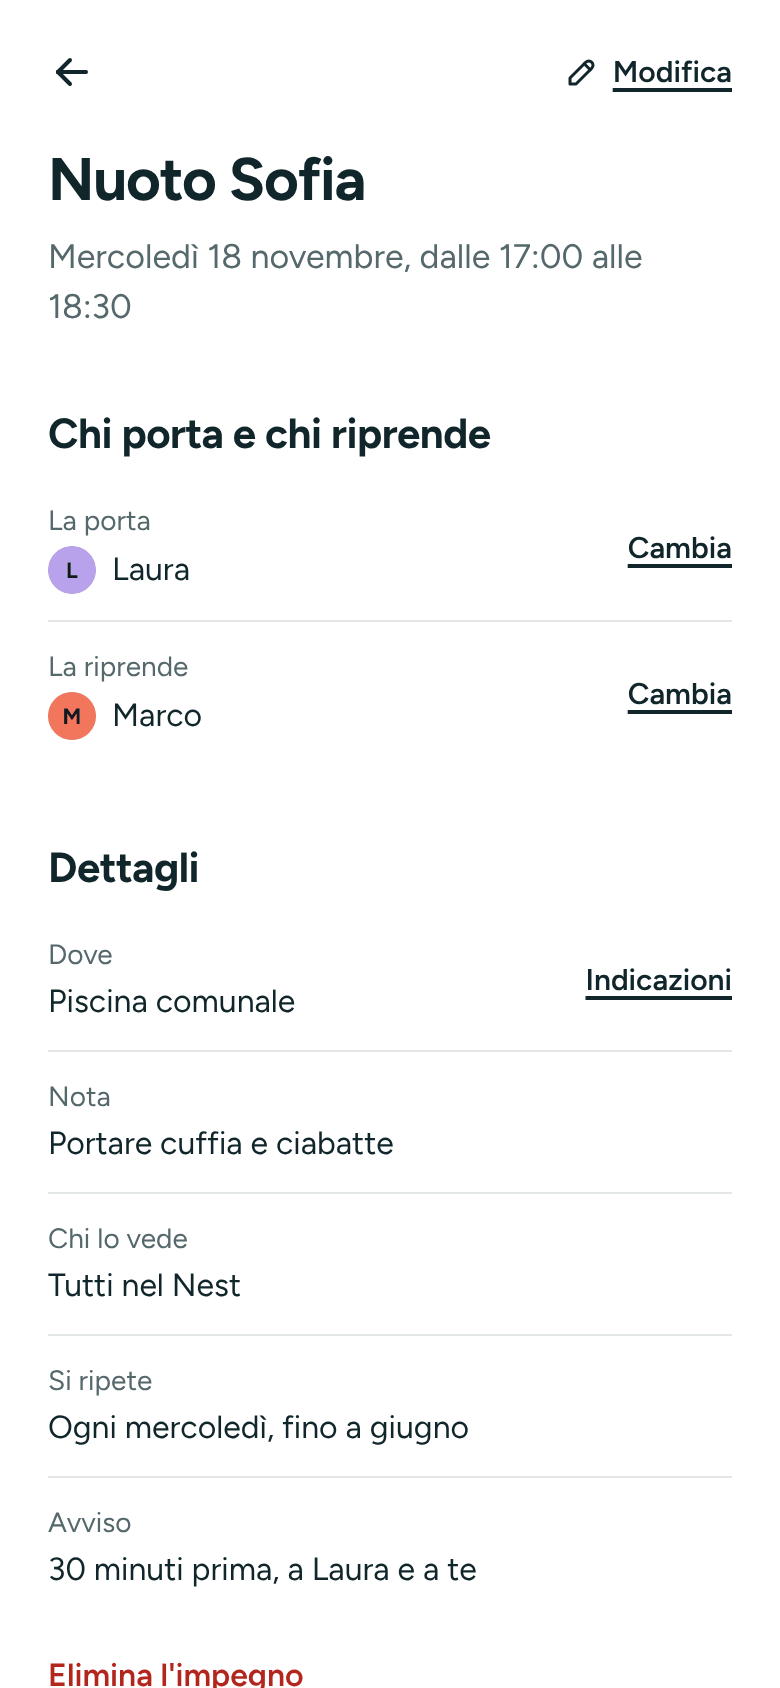 Modifica
Nuoto Sofia
Mercoledì 18 novembre, dalle 17:00 alle
18:30
Chi porta e chi riprende
La porta
L Laura
Cambia
La riprende
M Marco
Cambia
Dettagli
Dove
Piscina comunale
Indicazioni
Nota
Portare cuffia e ciabatte
Chi lo vede
Tutti nel Nest
Si ripete
Ogni mercoledì, fino a giugno
Avviso
30 minuti prima, a Laura e a te
Elimina l'impegno